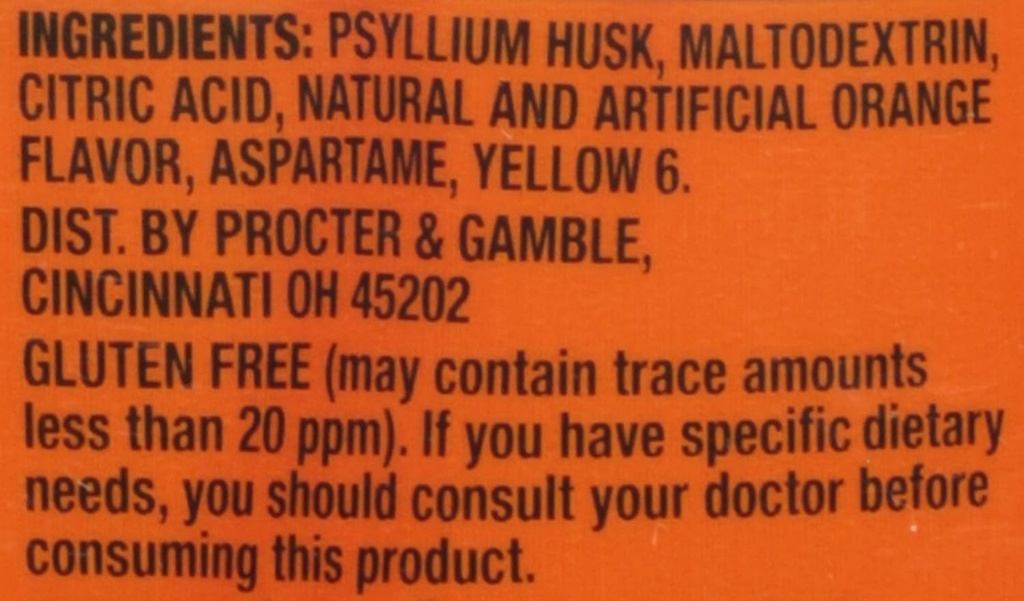 INGREDIENTS: PSYLLIUM HUSK, MALTODEXTRIN,
CITRIC ACID, NATURAL AND ARTIFICIAL ORANGE
FLAVOR, ASPARTAME, YELLOW 6.
DIST. BY PROCTER & GAMBLE,
CINCINNATI OH 45202
GLUTEN FREE (may contain trace amounts
less than 20 ppm). If you have specific dietary
needs, you should consult your doctor before
consuming this product.